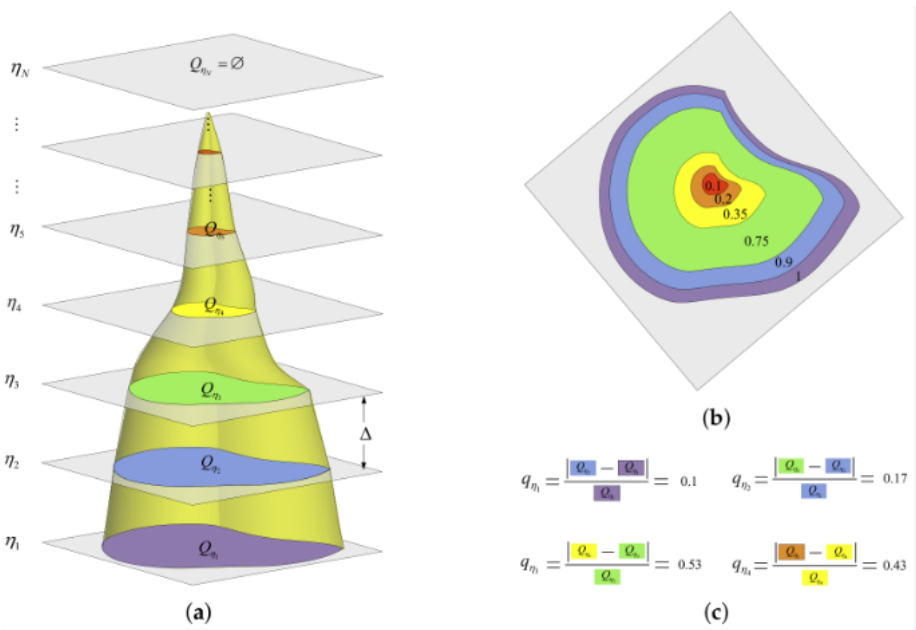 η_N
Q_{η_N} = ∅
⋮
⋮
⋮
⋮
η_5
Q_{η_5}
η_4
Q_{η_4}
η_3
Q_{η_3}
Δ
η_2
Q_{η_2}
η_1
Q_{η_1}
(a)
0.1
0.2
0.35
0.75
0.9
1
(b)
q_{η_1} = |Q_{η_2} − Q_{η_1}| / Q_{η_1} = 0.1
q_{η_2} = |Q_{η_3} − Q_{η_2}| / Q_{η_2} = 0.17
q_{η_3} = |Q_{η_4} − Q_{η_3}| / Q_{η_3} = 0.53
q_{η_4} = |Q_{η_5} − Q_{η_4}| / Q_{η_4} = 0.43
(c)